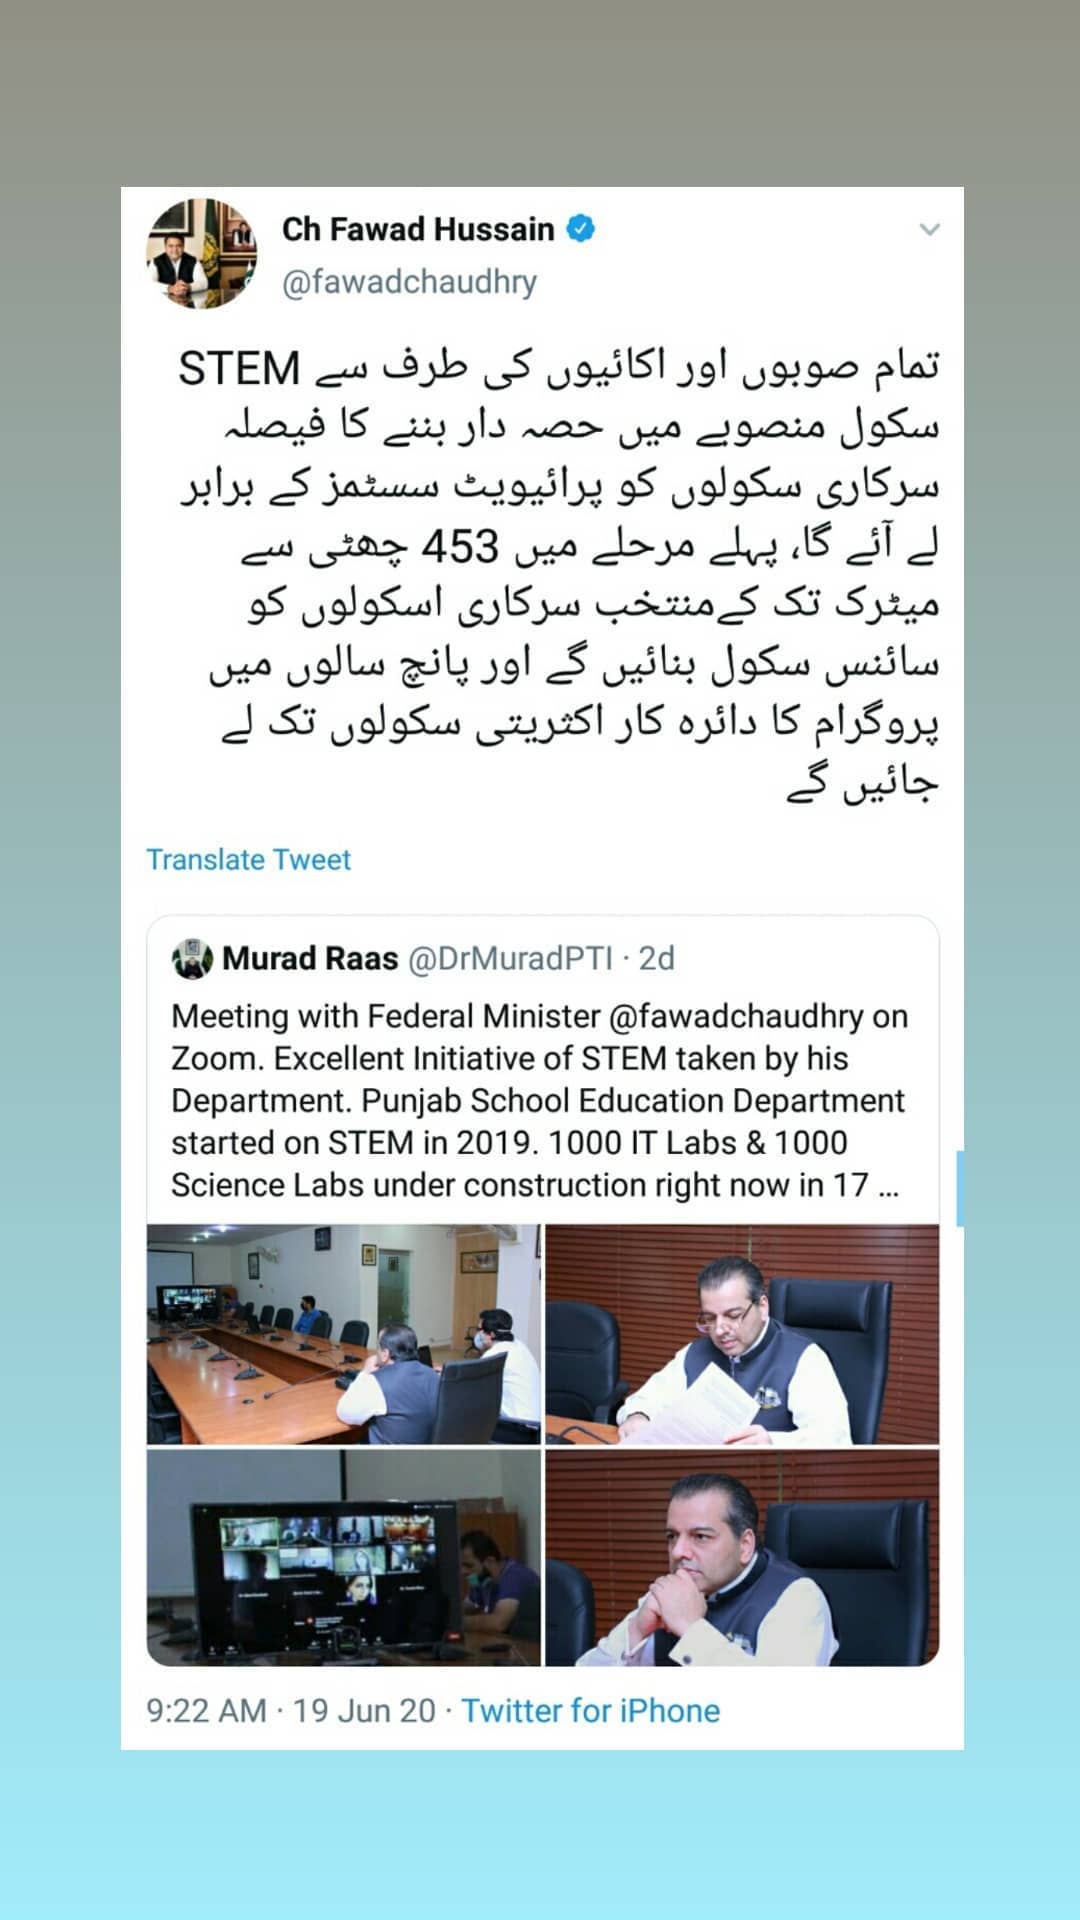 Ch Fawad Hussain
@fawadchaudhry
تمام صوبوں اور اکائیوں کی طرف سے STEM
سکول منصوبے میں حصہ دار بننے کا فیصلہ
سرکاری سکولوں کو پرائیویٹ سسٹمز کے برابر
لے آئے گا، پہلے مرحلے میں 453 چھٹی سے
میٹرک تک کےمنتخب سرکاری اسکولوں کو
سائنس سکول بنائیں گے اور پانچ سالوں میں
پروگرام کا دائرہ کار اکثریتی سکولوں تک لے
جائیں گے
Translate Tweet
Murad Raas @DrMuradPTI · 2d
Meeting with Federal Minister @fawadchaudhry on
Zoom. Excellent Initiative of STEM taken by his
Department. Punjab School Education Department
started on STEM in 2019. 1000 IT Labs & 1000
Science Labs under construction right now in 17 ...
9:22 AM · 19 Jun 20 · Twitter for iPhone